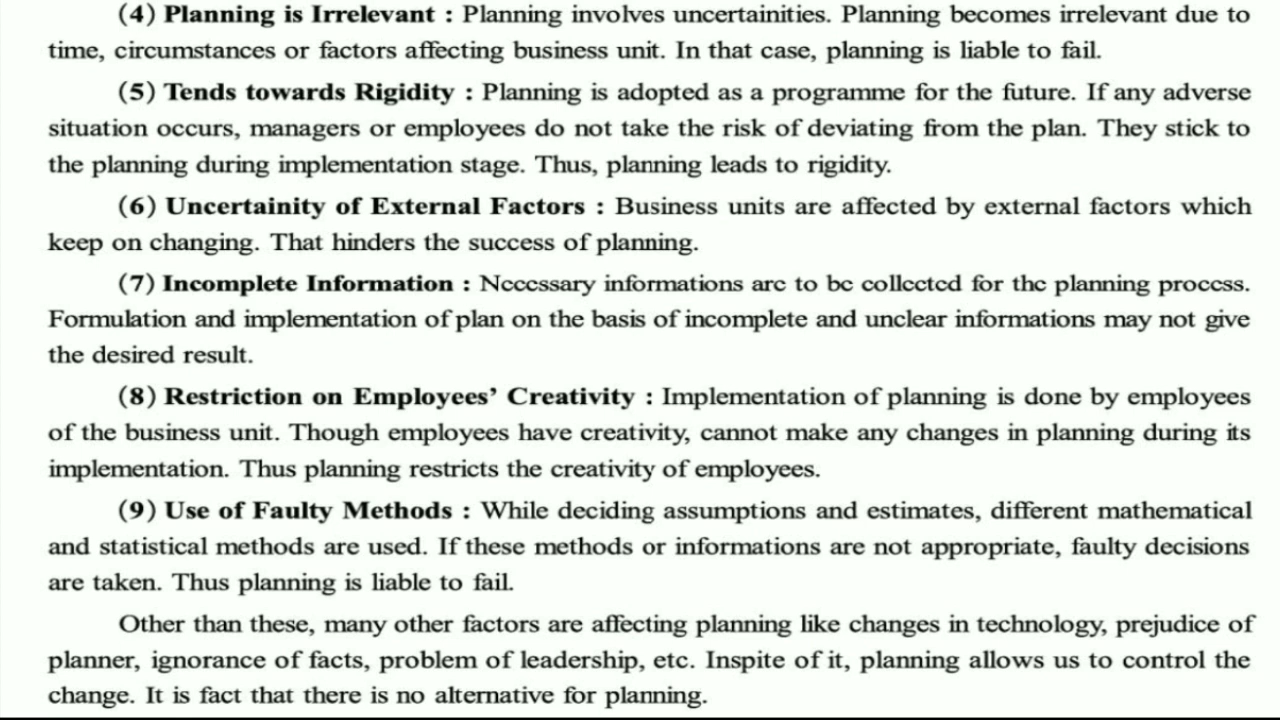 (4) Planning is Irrelevant : Planning involves uncertainities. Planning becomes irrelevant due to
time, circumstances or factors affecting business unit. In that case, planning is liable to fail.
(5) Tends towards Rigidity : Planning is adopted as a programme for the future. If any adverse
situation occurs, managers or employees do not take the risk of deviating from the plan. They stick to
the planning during implementation stage. Thus, planning leads to rigidity.
(6) Uncertainity of External Factors : Business units are affected by external factors which
keep on changing. That hinders the success of planning.
(7) Incomplete Information : Necessary informations are to be collected for the planning process.
Formulation and implementation of plan on the basis of incomplete and unclear informations may not give
the desired result.
(8) Restriction on Employees’ Creativity : Implementation of planning is done by employees
of the business unit. Though employees have creativity, cannot make any changes in planning during its
implementation. Thus planning restricts the creativity of employees.
(9) Use of Faulty Methods : While deciding assumptions and estimates, different mathematical
and statistical methods are used. If these methods or informations are not appropriate, faulty decisions
are taken. Thus planning is liable to fail.
Other than these, many other factors are affecting planning like changes in technology, prejudice of
planner, ignorance of facts, problem of leadership, etc. Inspite of it, planning allows us to control the
change. It is fact that there is no alternative for planning.